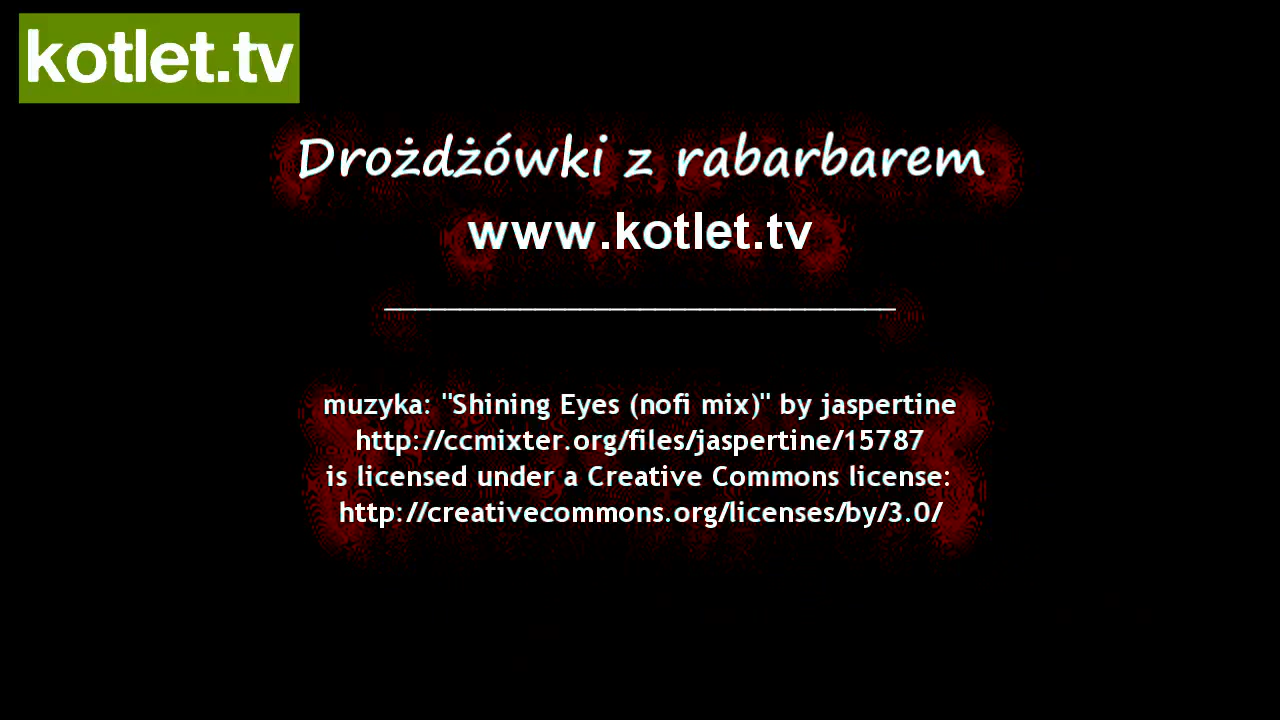 kotlet.tv
Drożdżówki z rabarbarem
www.kotlet.tv
muzyka: "Shining Eyes (nofi mix)" by jaspertine
http://ccmixter.org/files/jaspertine/15787
is licensed under a Creative Commons license:
http://creativecommons.org/licenses/by/3.0/